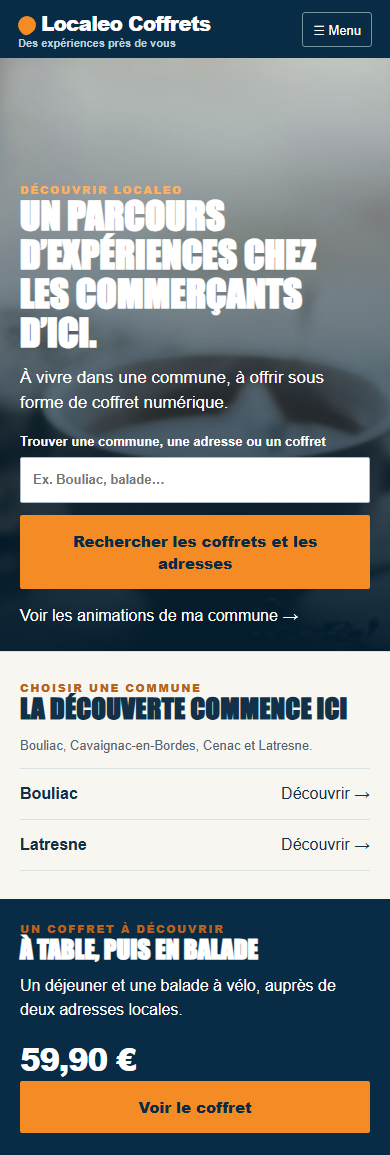 Localeo Coffrets
Des expériences près de vous
☰ Menu
DÉCOUVRIR LOCALEO
UN PARCOURS
D’EXPÉRIENCES CHEZ
LES COMMERÇANTS
D’ICI.
À vivre dans une commune, à offrir sous
forme de coffret numérique.
Trouver une commune, une adresse ou un coffret
Ex. Bouliac, balade…
Rechercher les coffrets et les
adresses
Voir les animations de ma commune →
CHOISIR UNE COMMUNE
LA DÉCOUVERTE COMMENCE ICI
Bouliac, Cavaignac-en-Bordes, Cenac et Latresne.
Bouliac Découvrir →
Latresne Découvrir →
UN COFFRET À DÉCOUVRIR
À TABLE, PUIS EN BALADE
Un déjeuner et une balade à vélo, auprès de
deux adresses locales.
59,90 €
Voir le coffret